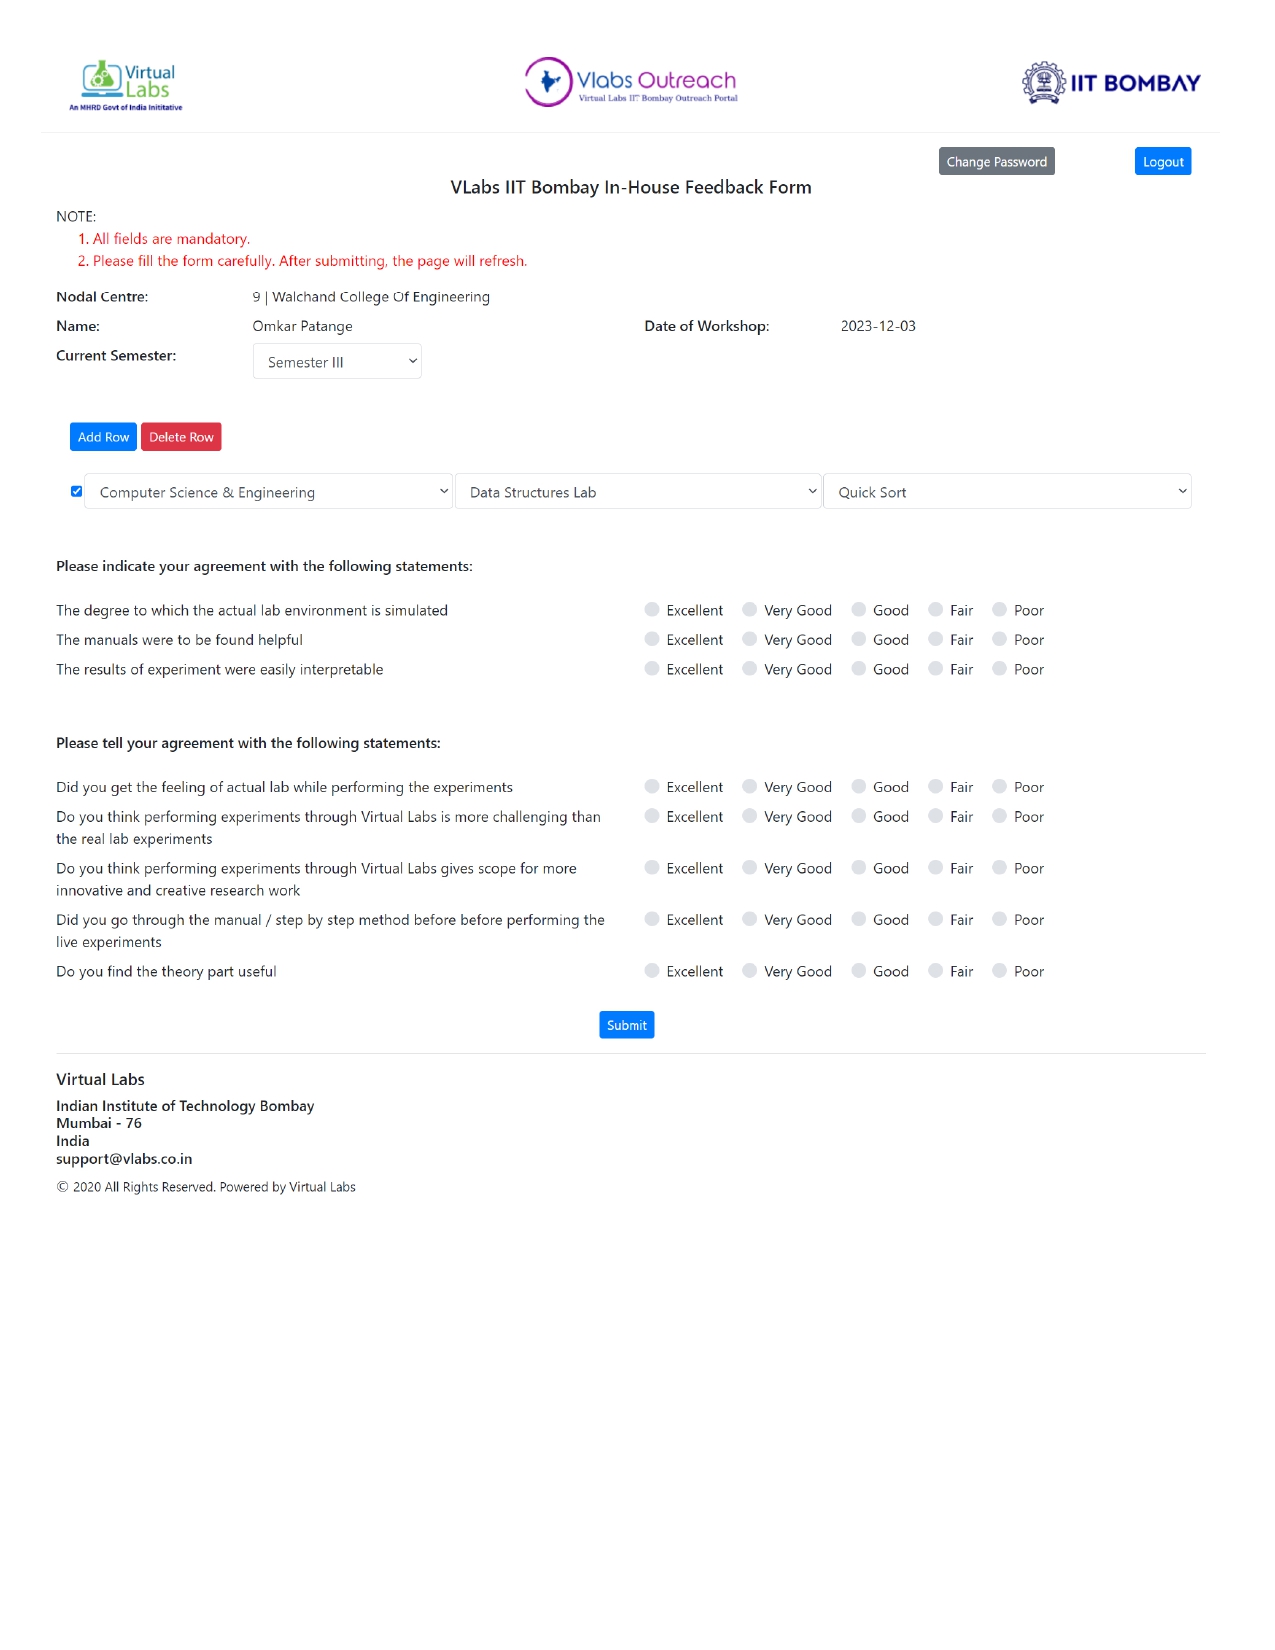 Virtual
Labs
An MHRD Govt of India Inititative
Vlabs Outreach
Virtual Labs IIT Bombay Outreach Portal
IIT BOMBAY
Change Password
Logout
VLabs IIT Bombay In-House Feedback Form
NOTE:
1. All fields are mandatory.
2. Please fill the form carefully. After submitting, the page will refresh.
Nodal Centre: 9 | Walchand College Of Engineering
Name: Omkar Patange Date of Workshop: 2023-12-03
Current Semester: Semester III
Add Row Delete Row
Computer Science & Engineering Data Structures Lab Quick Sort
Please indicate your agreement with the following statements:
The degree to which the actual lab environment is simulated Excellent Very Good Good Fair Poor
The manuals were to be found helpful Excellent Very Good Good Fair Poor
The results of experiment were easily interpretable Excellent Very Good Good Fair Poor
Please tell your agreement with the following statements:
Did you get the feeling of actual lab while performing the experiments Excellent Very Good Good Fair Poor
Do you think performing experiments through Virtual Labs is more challenging than Excellent Very Good Good Fair Poor
the real lab experiments
Do you think performing experiments through Virtual Labs gives scope for more Excellent Very Good Good Fair Poor
innovative and creative research work
Did you go through the manual / step by step method before before performing the Excellent Very Good Good Fair Poor
live experiments
Do you find the theory part useful Excellent Very Good Good Fair Poor
Submit
Virtual Labs
Indian Institute of Technology Bombay
Mumbai - 76
India
support@vlabs.co.in
© 2020 All Rights Reserved. Powered by Virtual Labs